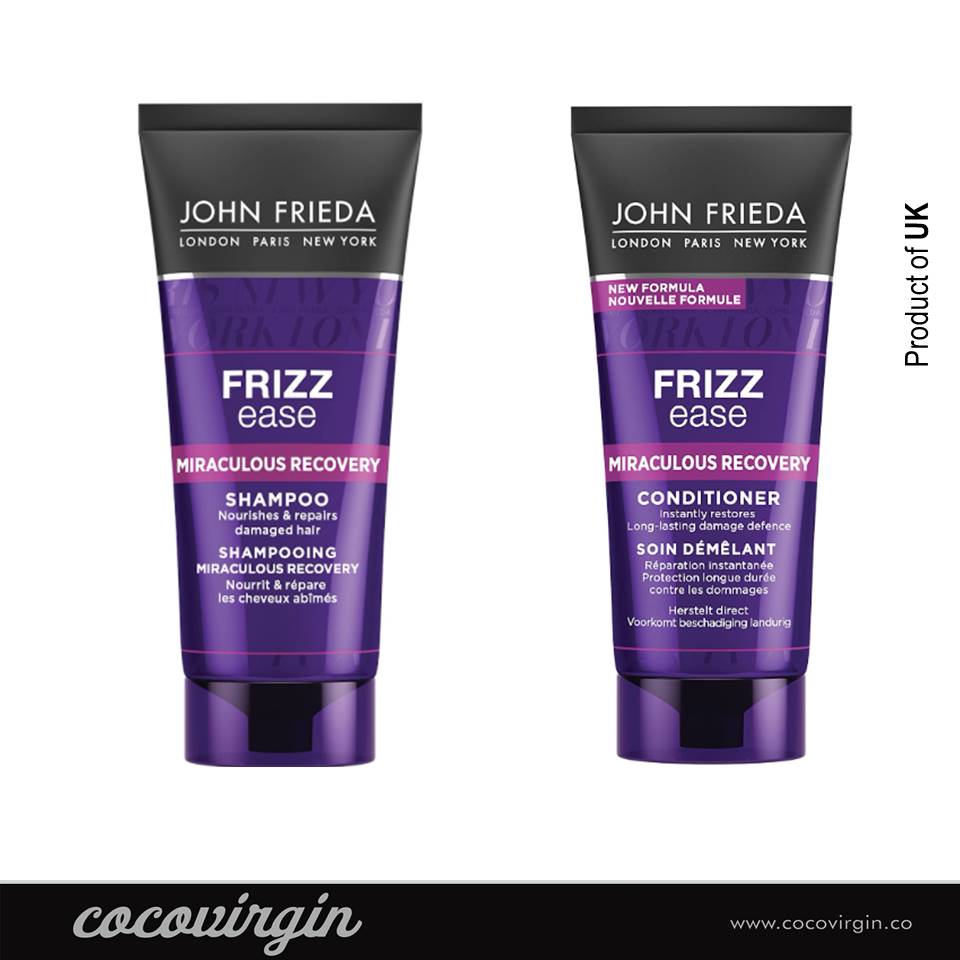 JOHN FRIEDA
LONDON PARIS NEW YORK
FRIZZ
ease
MIRACULOUS RECOVERY
SHAMPOO
Nourishes & repairs
damaged hair
SHAMPOOING
MIRACULOUS RECOVERY
Nourrit & répare
les cheveux abîmés
JOHN FRIEDA
LONDON PARIS NEW YORK
NEW FORMULA
NOUVELLE FORMULE
FRIZZ
ease
MIRACULOUS RECOVERY
CONDITIONER
Instantly restores
Long-lasting damage defence
SOIN DÉMÊLANT
Réparation instantanée
Protection longue durée
contre les dommages
Herstelt direct
Voorkomt beschadiging landurig
Product of UK
cocovirgin
www.cocovirgin.co